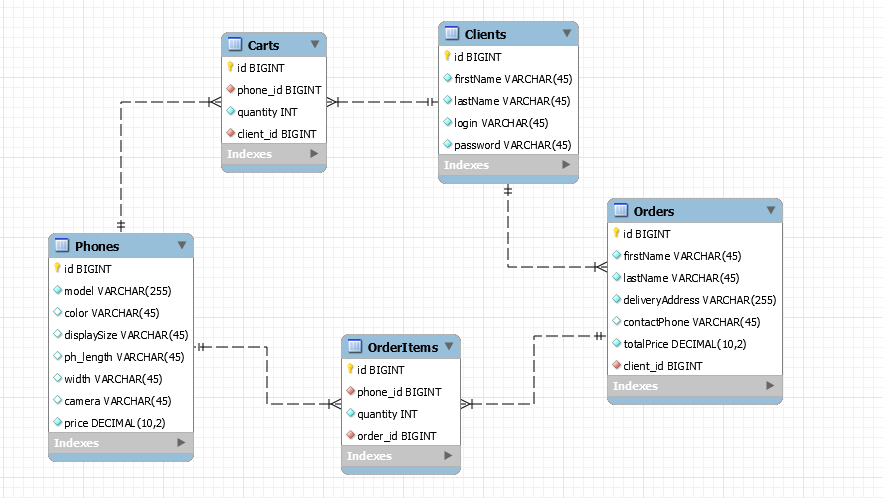 Carts
id BIGINT
phone_id BIGINT
quantity INT
client_id BIGINT
Indexes
Clients
id BIGINT
firstName VARCHAR(45)
lastName VARCHAR(45)
login VARCHAR(45)
password VARCHAR(45)
Indexes
Orders
id BIGINT
firstName VARCHAR(45)
lastName VARCHAR(45)
deliveryAddress VARCHAR(255)
contactPhone VARCHAR(45)
totalPrice DECIMAL(10,2)
client_id BIGINT
Indexes
Phones
id BIGINT
model VARCHAR(255)
color VARCHAR(45)
displaySize VARCHAR(45)
ph_length VARCHAR(45)
width VARCHAR(45)
camera VARCHAR(45)
price DECIMAL(10,2)
Indexes
OrderItems
id BIGINT
phone_id BIGINT
quantity INT
order_id BIGINT
Indexes